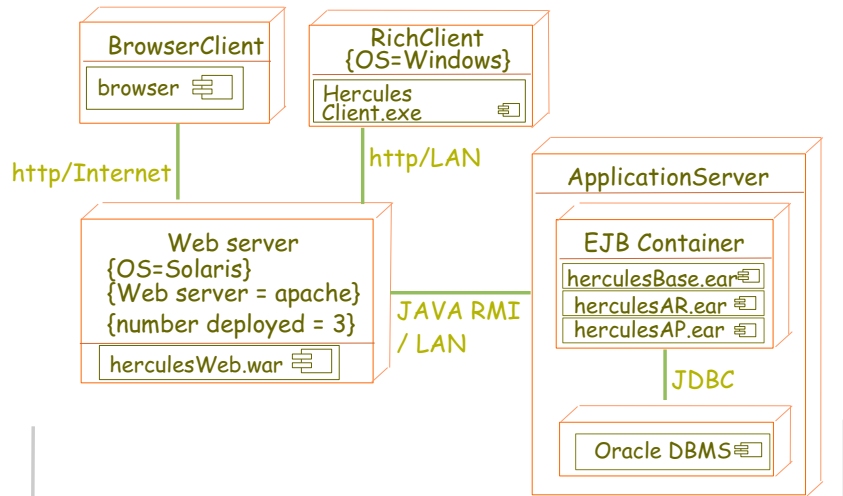 BrowserClient
browser
RichClient
{OS=Windows}
Hercules
Client.exe
http/Internet
http/LAN
Web server
{OS=Solaris}
{Web server = apache}
{number deployed = 3}
herculesWeb.war
JAVA RMI
/ LAN
ApplicationServer
EJB Container
herculesBase.ear
herculesAR.ear
herculesAP.ear
JDBC
Oracle DBMS